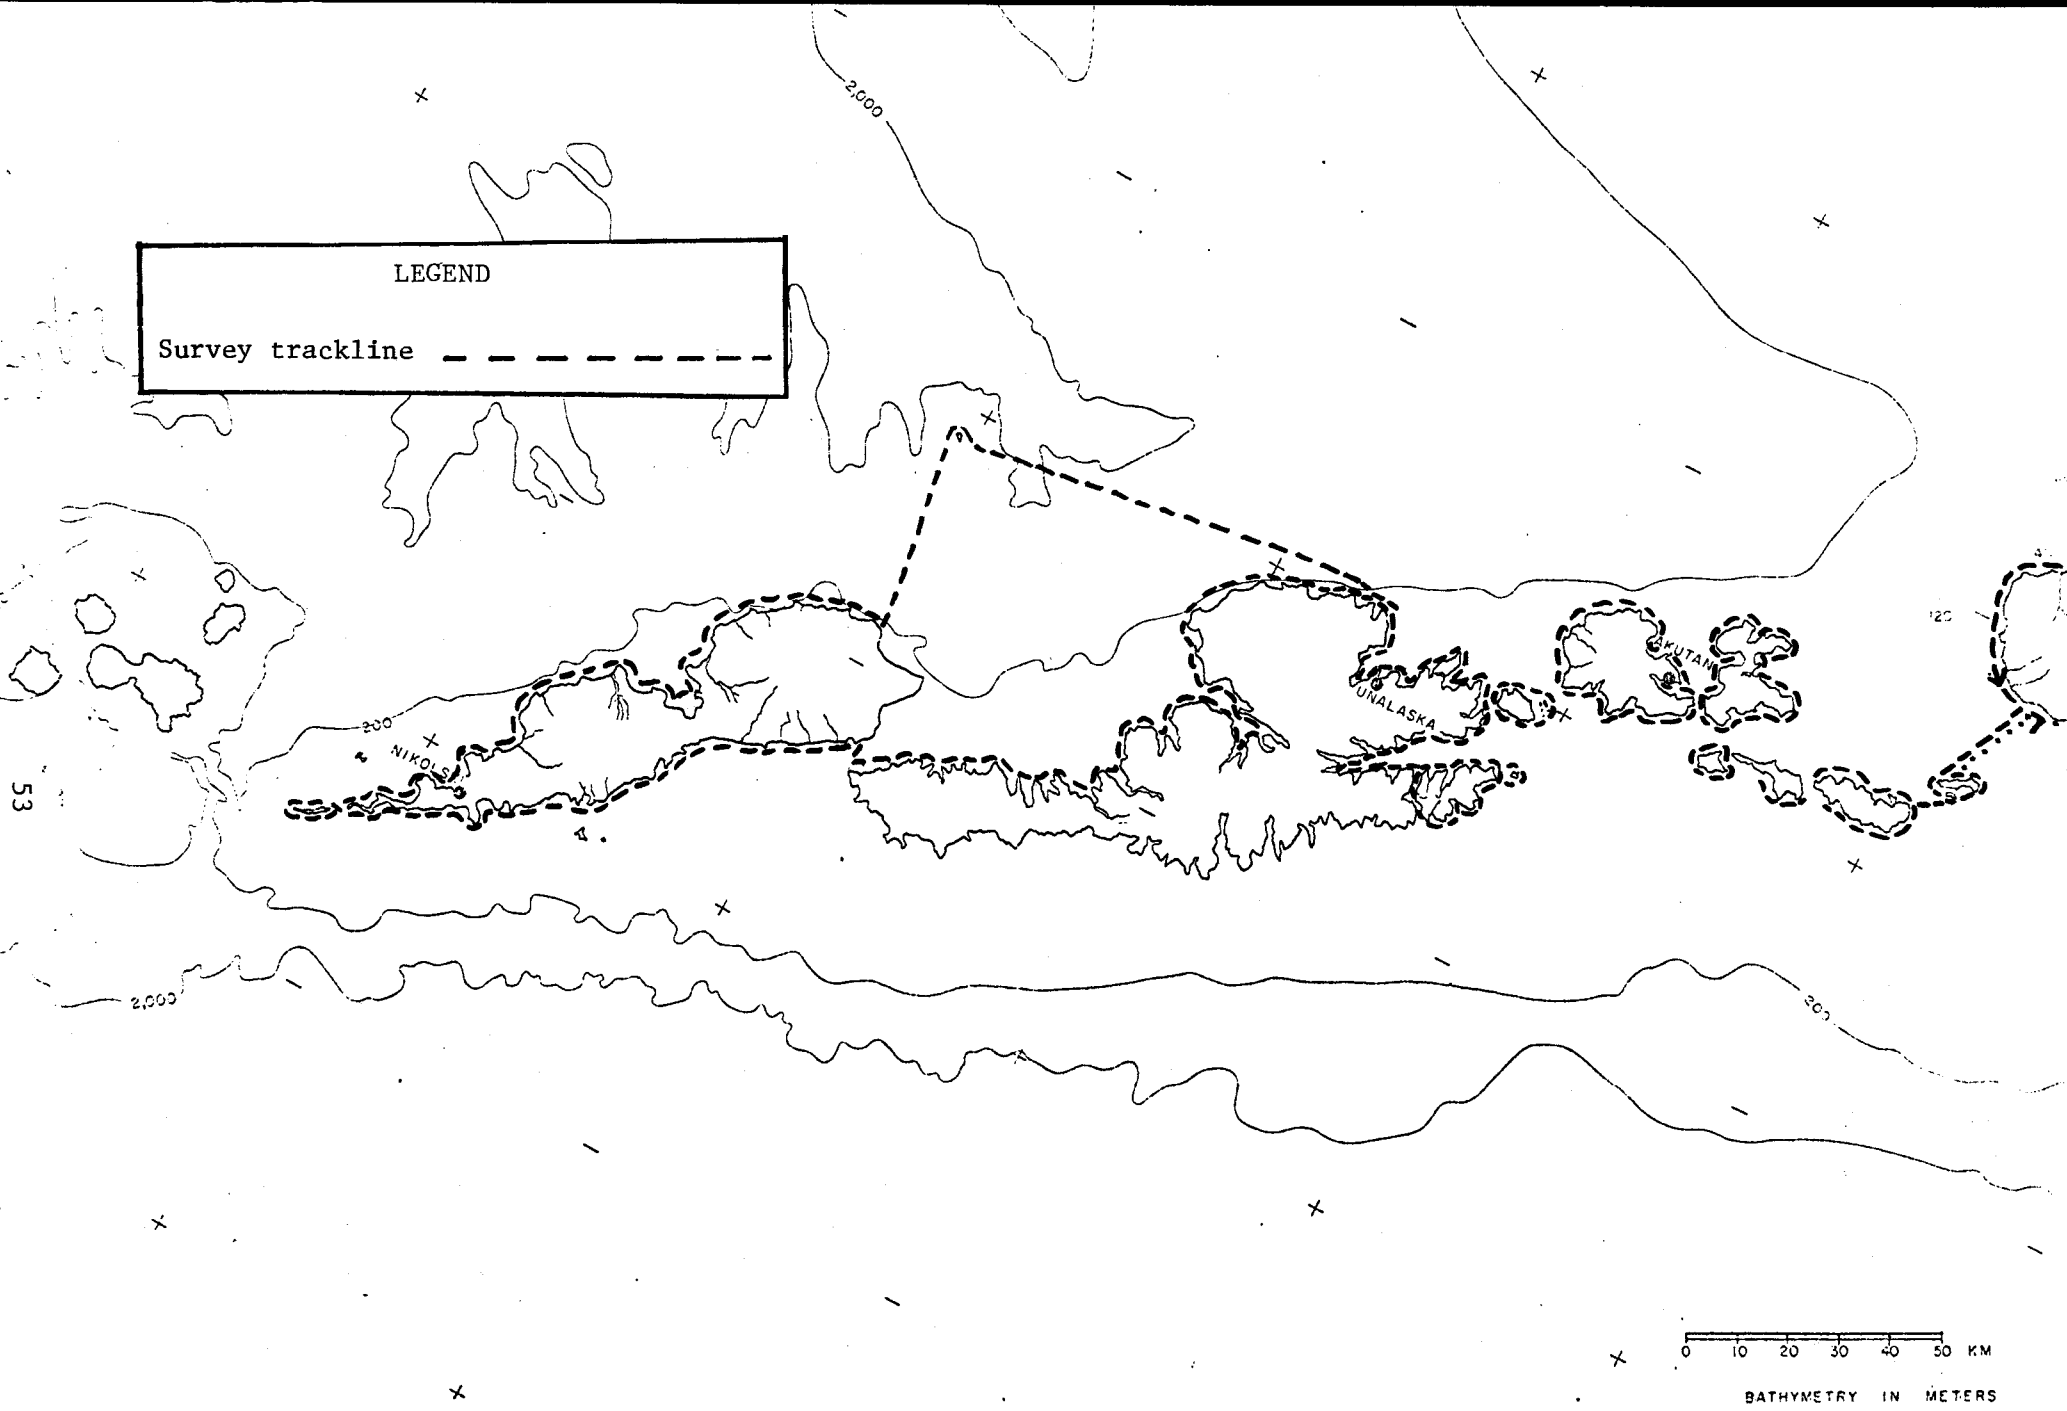 2,000
LEGEND
Survey trackline
AKUTAN
UNALASKA
200
NIKOLSKI
53
2,000
200
0 10 20 30 40 50 KM
BATHYMETRY IN METERS